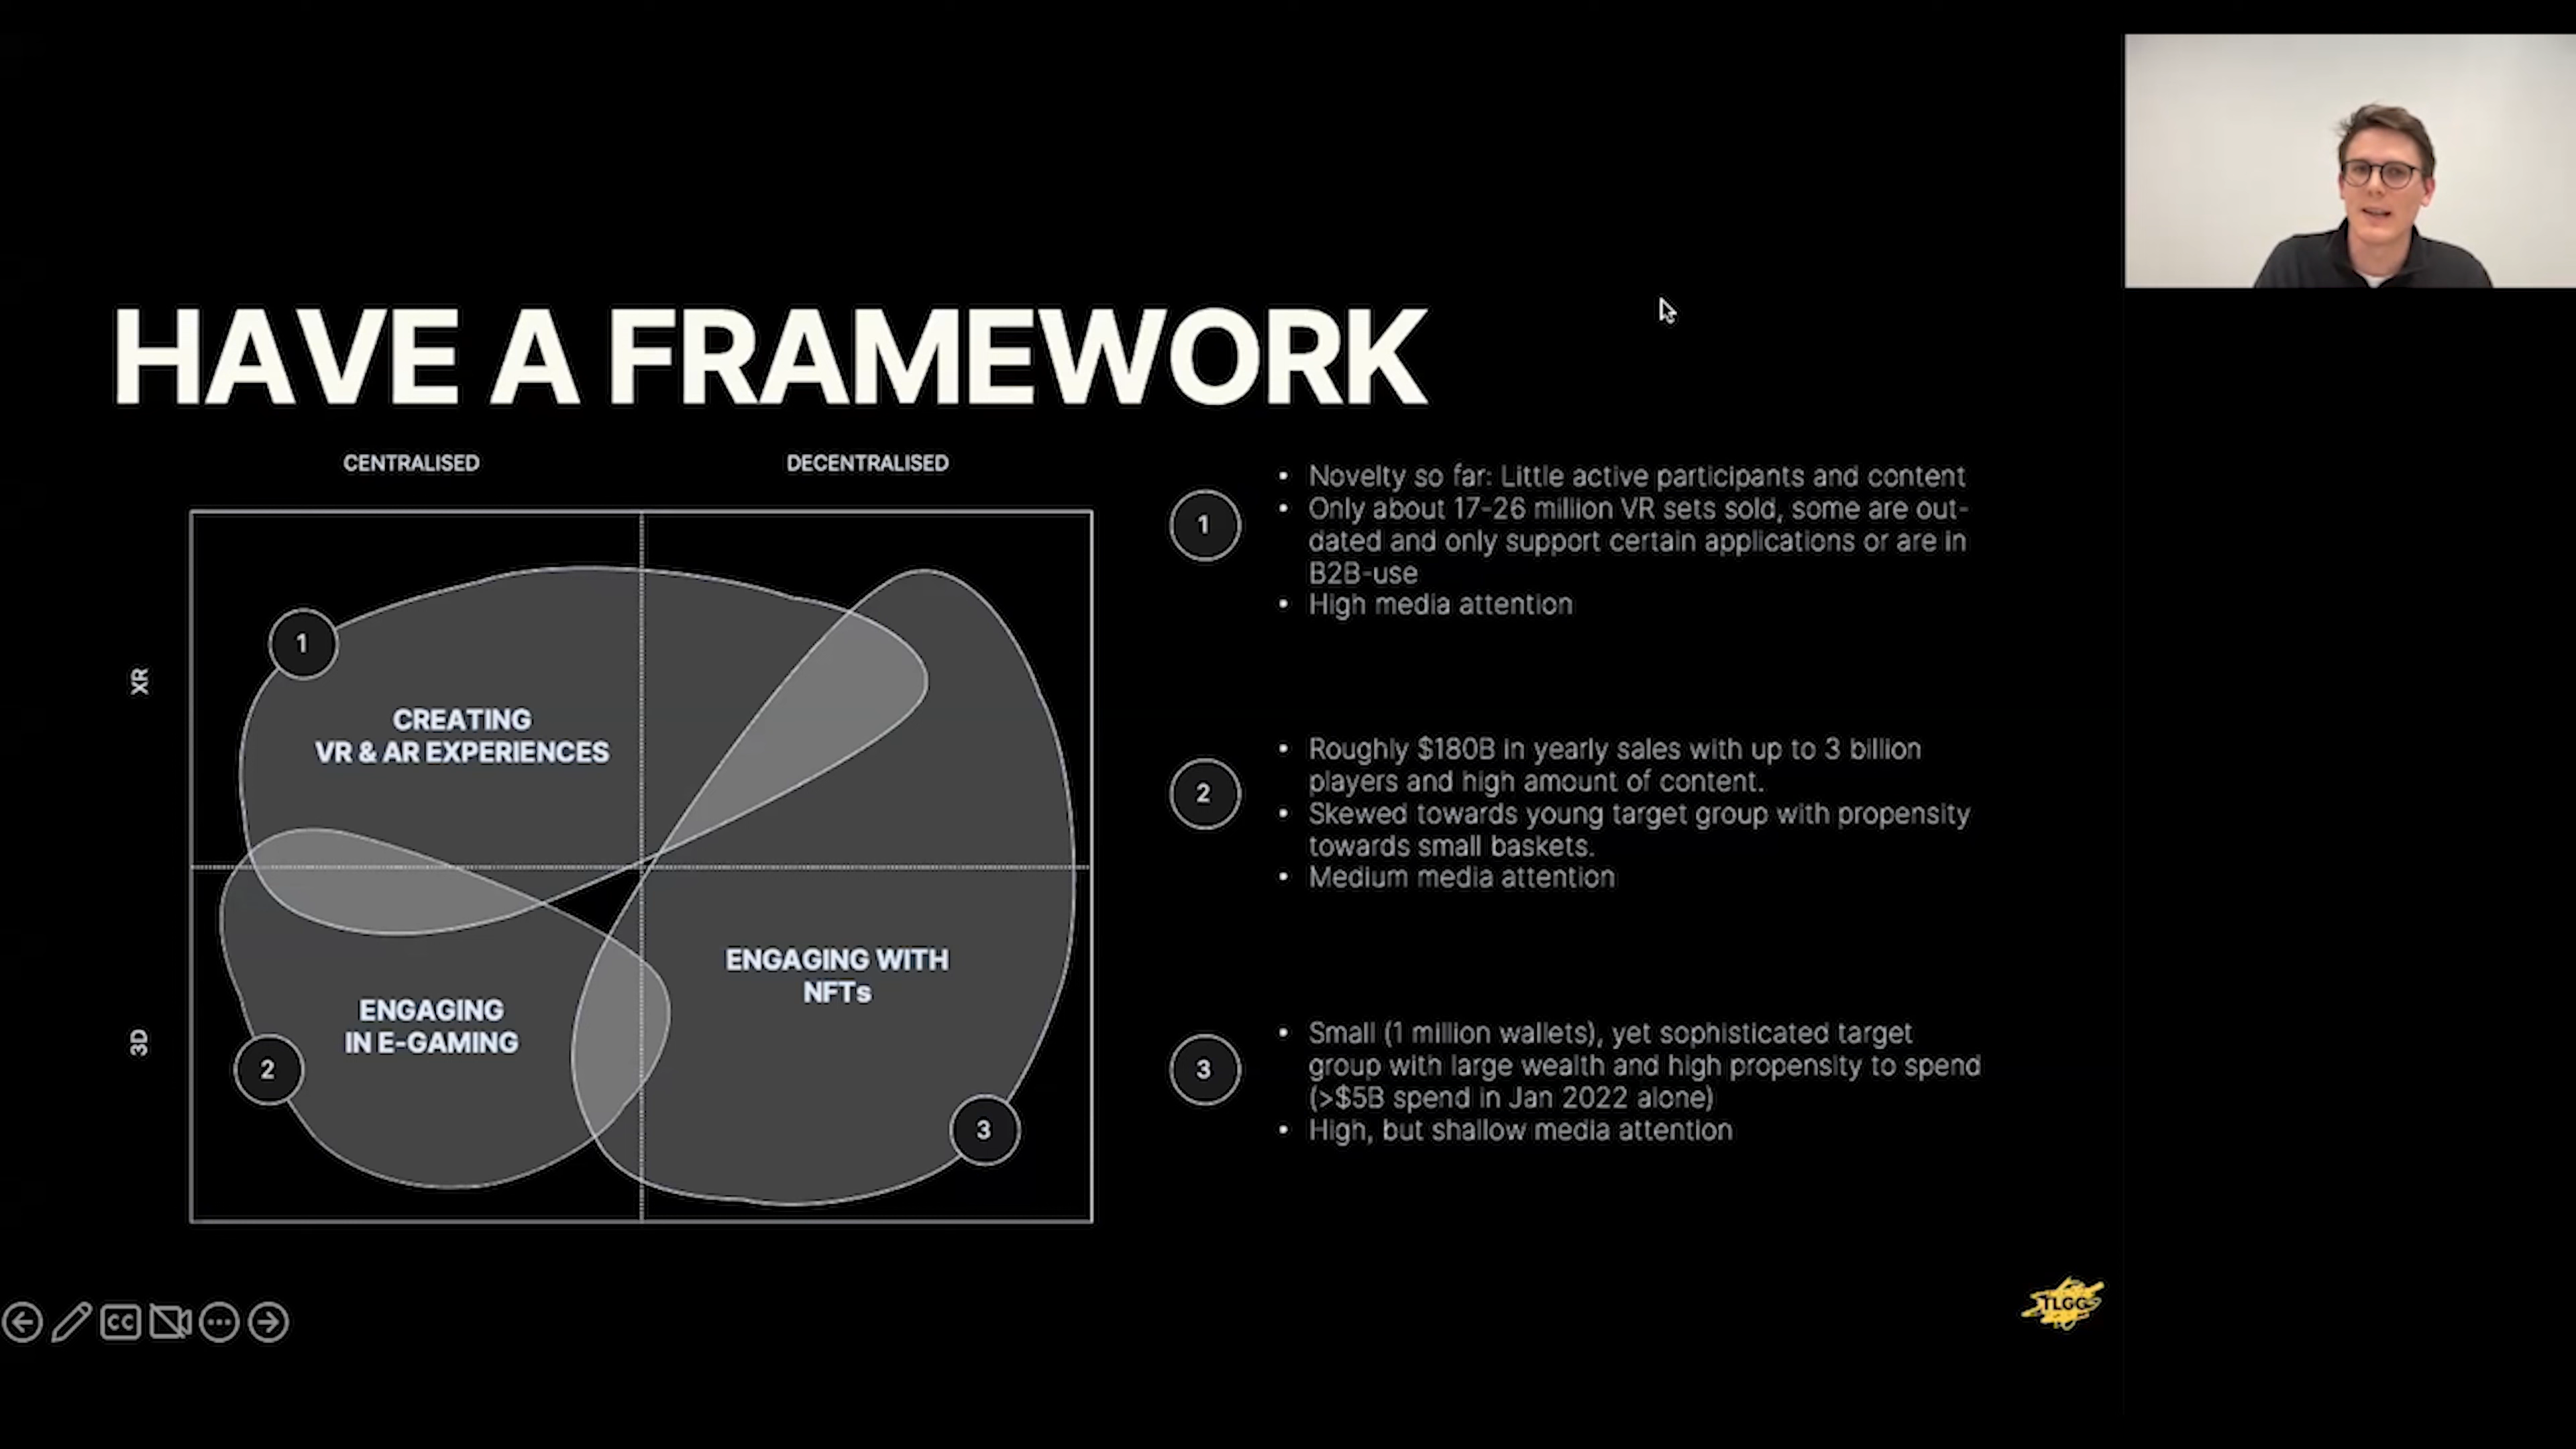 HAVE A FRAMEWORK
CENTRALISED
DECENTRALISED
XR
3D
1
CREATING
VR & AR EXPERIENCES
2
ENGAGING
IN E-GAMING
3
ENGAGING WITH
NFTs
1
• Novelty so far: Little active participants and content
• Only about 17-26 million VR sets sold, some are out-
dated and only support certain applications or are in
B2B-use
• High media attention
2
• Roughly $180B in yearly sales with up to 3 billion
players and high amount of content.
• Skewed towards young target group with propensity
towards small baskets.
• Medium media attention
3
• Small (1 million wallets), yet sophisticated target
group with large wealth and high propensity to spend
(>$5B spend in Jan 2022 alone)
• High, but shallow media attention
CC
TLGG